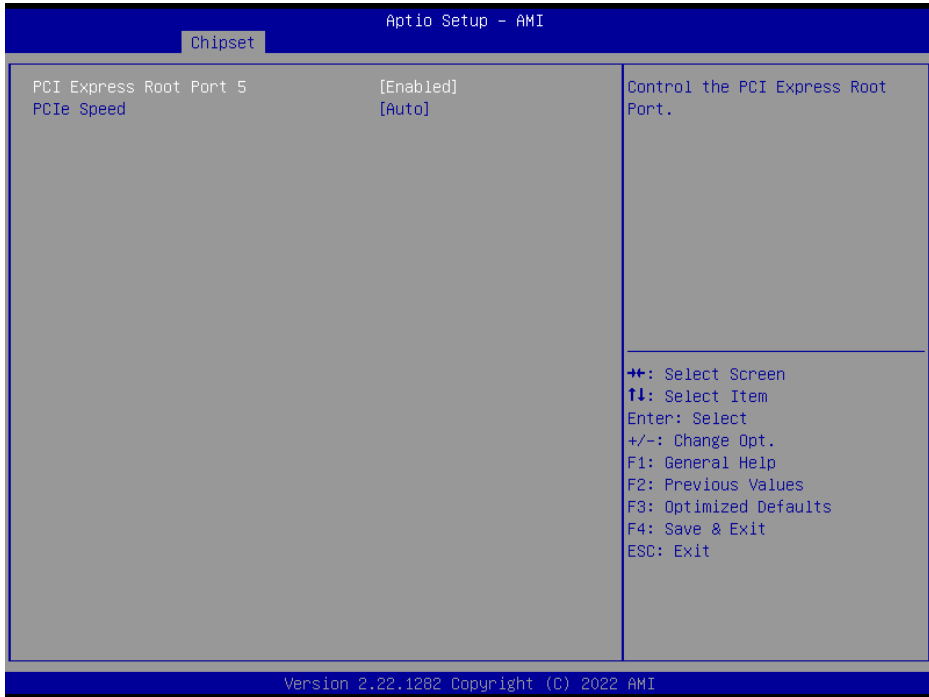 Aptio Setup – AMI
Chipset
PCI Express Root Port 5 [Enabled]
PCIe Speed [Auto]
Control the PCI Express Root
Port.
→←: Select Screen
↑↓: Select Item
Enter: Select
+/-: Change Opt.
F1: General Help
F2: Previous Values
F3: Optimized Defaults
F4: Save & Exit
ESC: Exit
Version 2.22.1282 Copyright (C) 2022 AMI